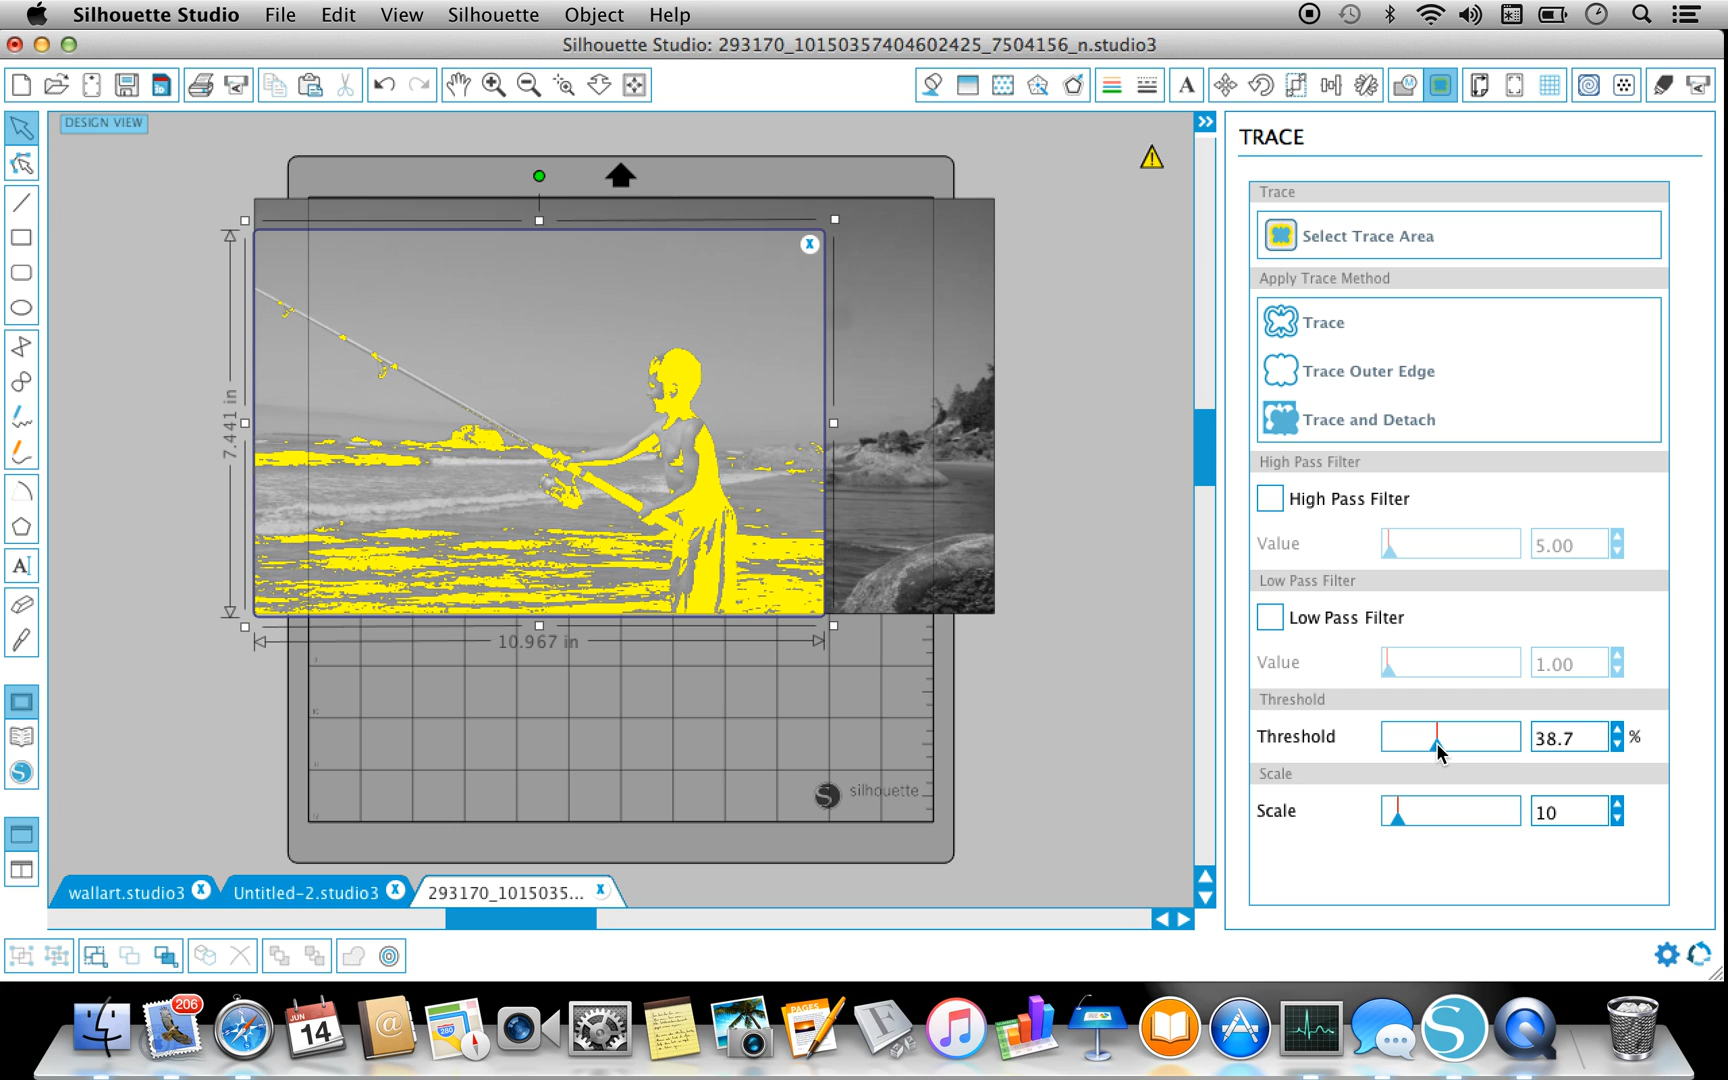 Silhouette Studio File Edit View Silhouette Object Help
Silhouette Studio: 293170_10150357404602425_7504156_n.studio3
DESIGN VIEW
TRACE
Trace
Select Trace Area
Apply Trace Method
Trace
Trace Outer Edge
Trace and Detach
High Pass Filter
High Pass Filter
Value 5.00
Low Pass Filter
Low Pass Filter
Value 1.00
Threshold
Threshold 38.7 %
Scale
Scale 10
7.441 in
10.967 in
silhouette
wallart.studio3 Untitled-2.studio3 293170_1015035...
206
JUN
14
280
PAGES